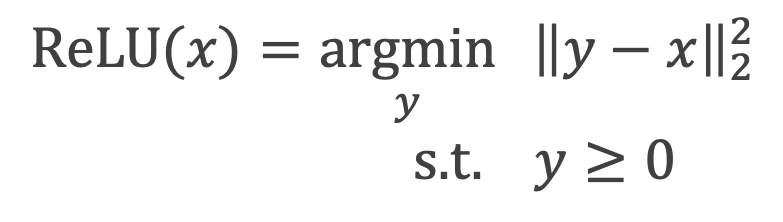 ReLU(x) = argmin ‖y − x‖₂²
y
s.t. y ≥ 0